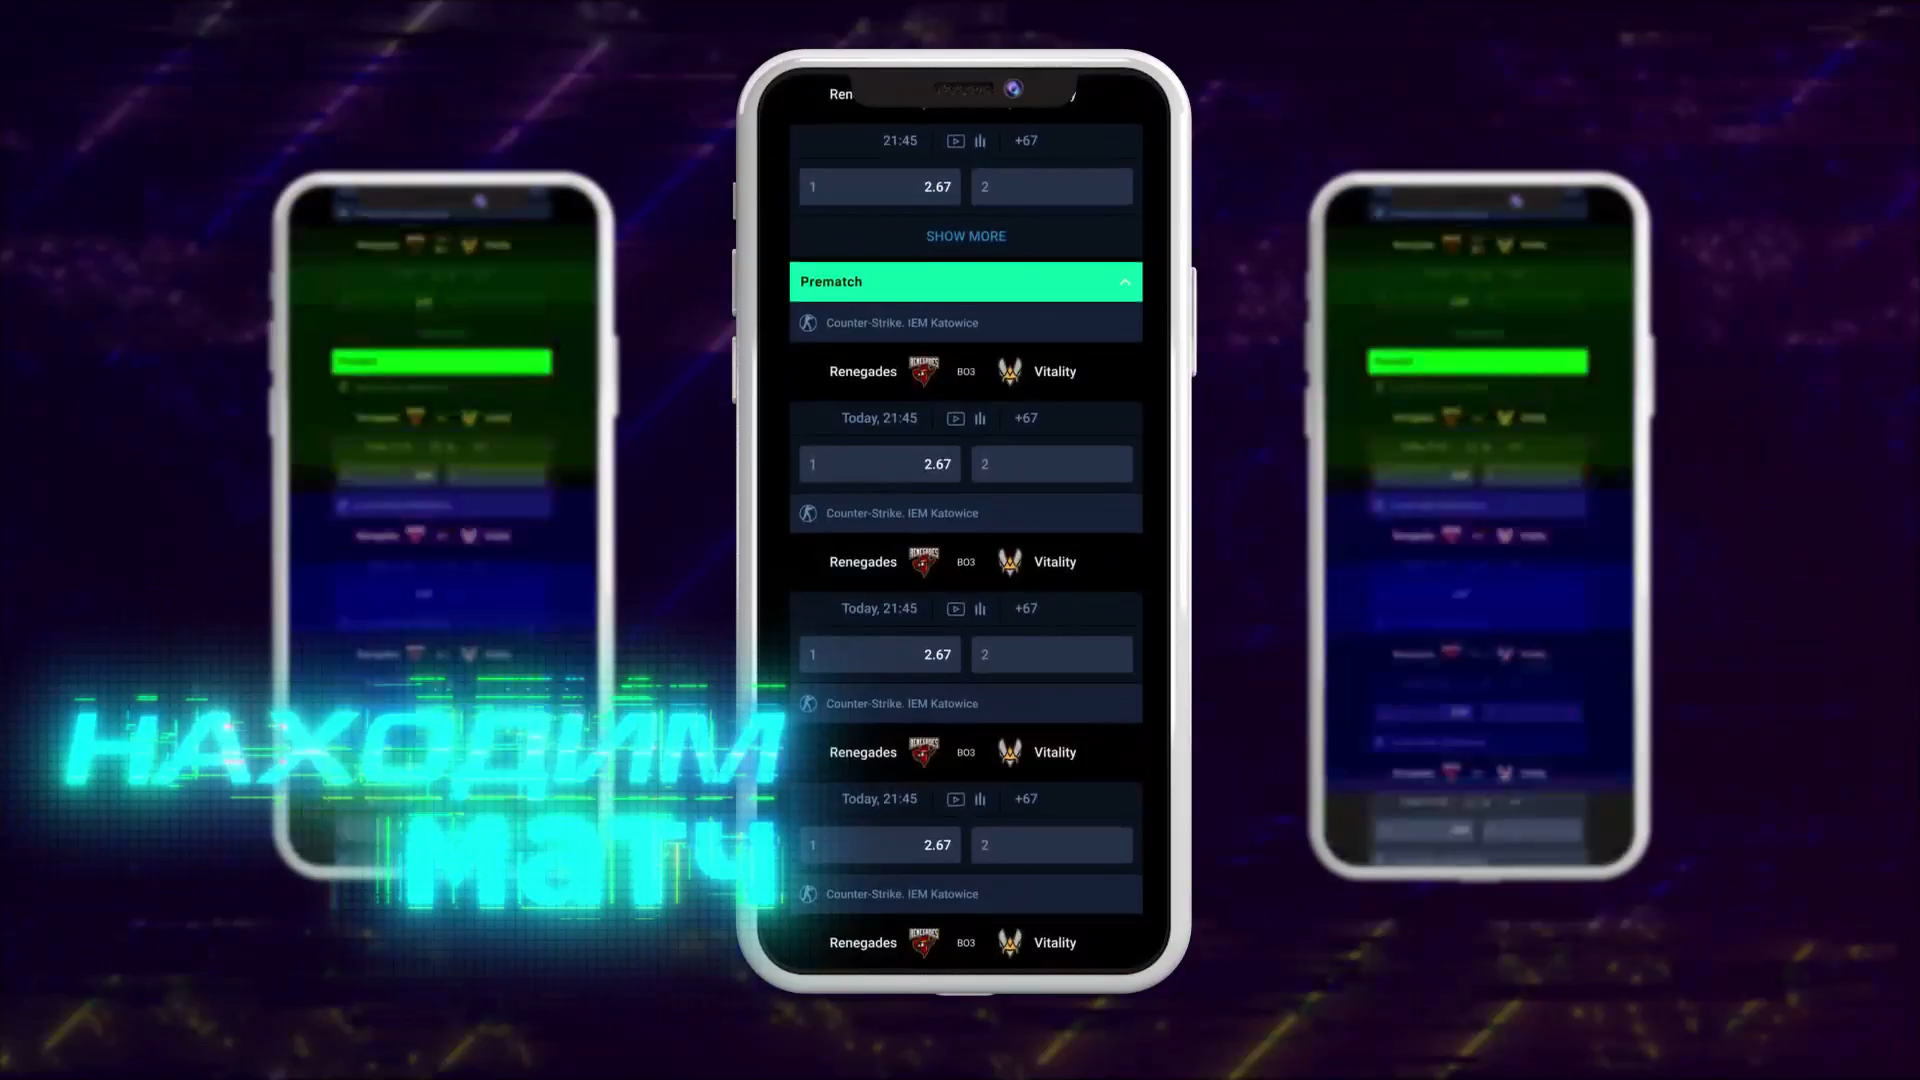 Ren
21:45 +67
1 2.67 2
SHOW MORE
Prematch
Counter-Strike. IEM Katowice
Renegades BO3 Vitality
Today, 21:45 +67
1 2.67 2
Counter-Strike. IEM Katowice
Renegades BO3 Vitality
Today, 21:45 +67
1 2.67 2
Counter-Strike. IEM Katowice
Renegades BO3 Vitality
Today, 21:45 +67
1 2.67 2
Counter-Strike. IEM Katowice
Renegades BO3 Vitality
НАХОДИМ
матч